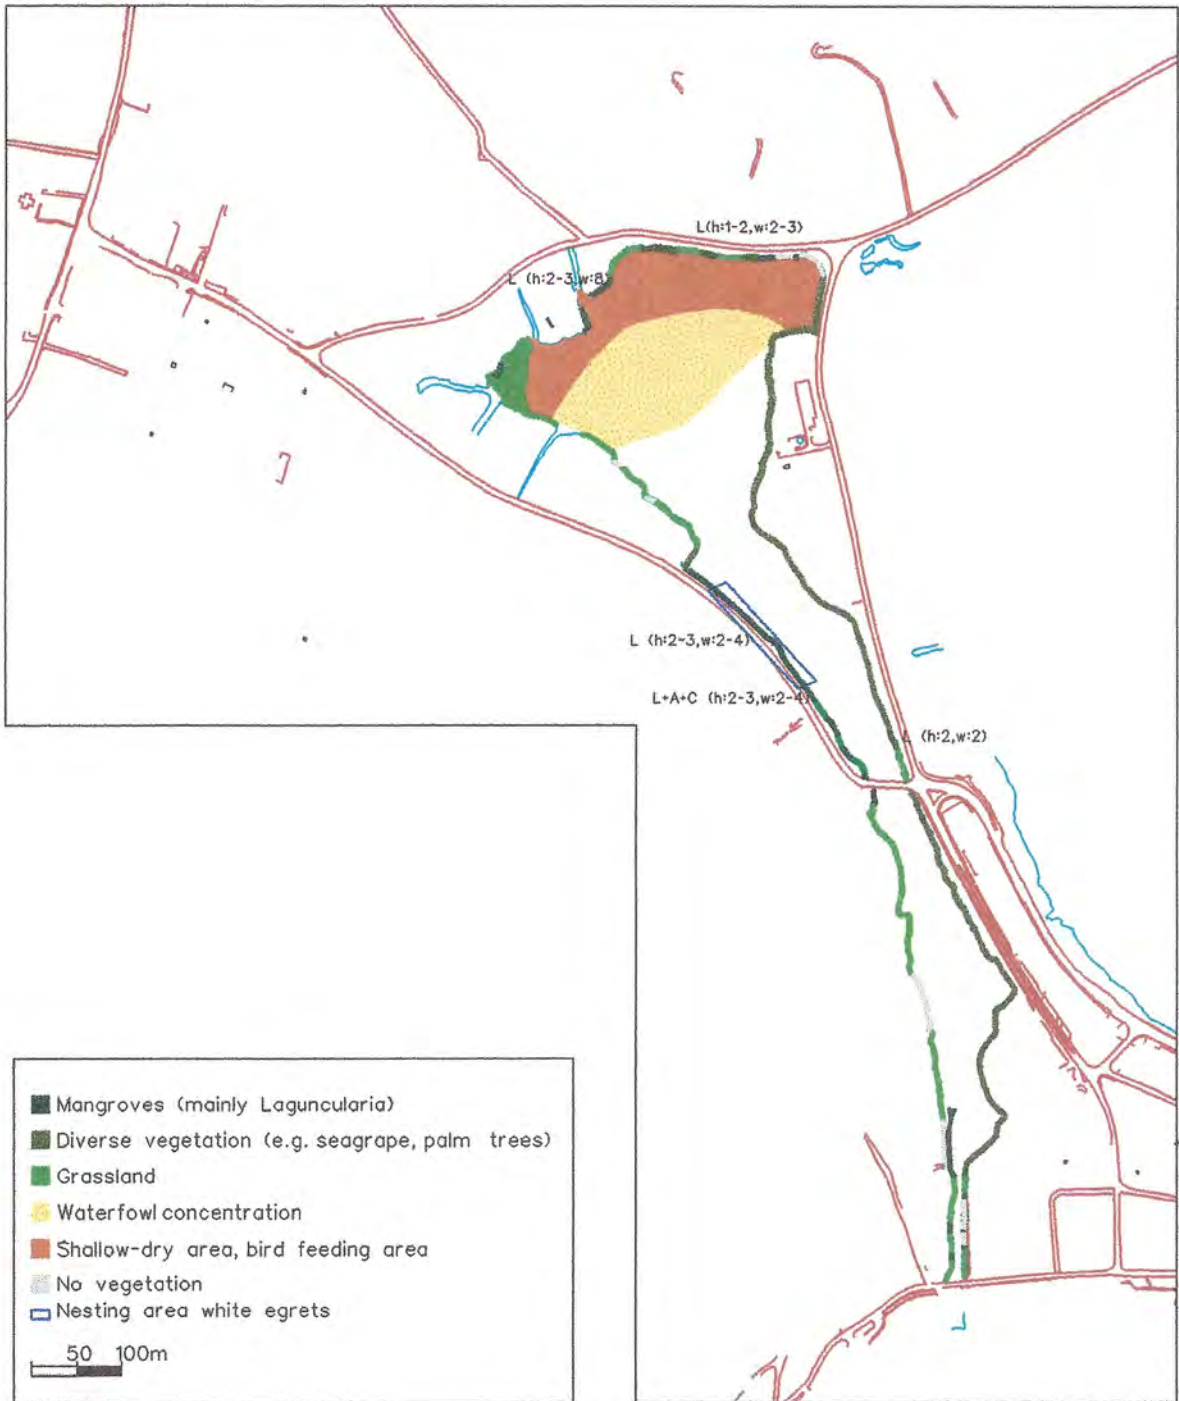 L(h:1-2,w:2-3)
L (h:2-3,w:8)
L (h:2-3,w:2-4)
L+A+C (h:2-3,w:2-4)
L (h:2,w:2)
Mangroves (mainly Laguncularia)
Diverse vegetation (e.g. seagrape, palm trees)
Grassland
Waterfowl concentration
Shallow-dry area, bird feeding area
No vegetation
Nesting area white egrets
50 100m